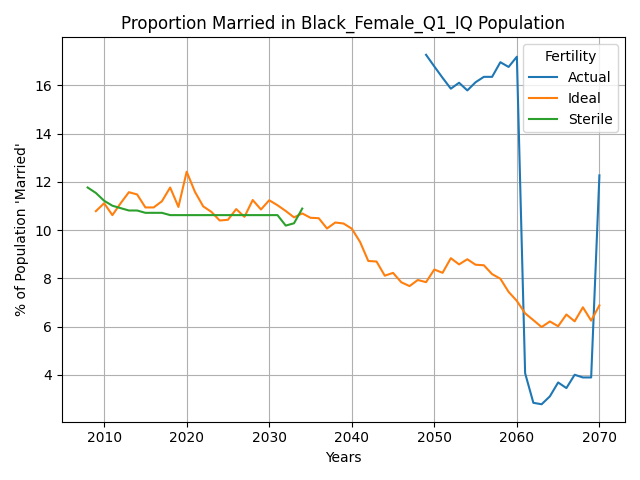 Proportion Married in Black_Female_Q1_IQ Population
% of Population 'Married'
16
14
12
10
8
6
4
Fertility
Actual
Ideal
Sterile
2010 2020 2030 2040 2050 2060 2070
Years